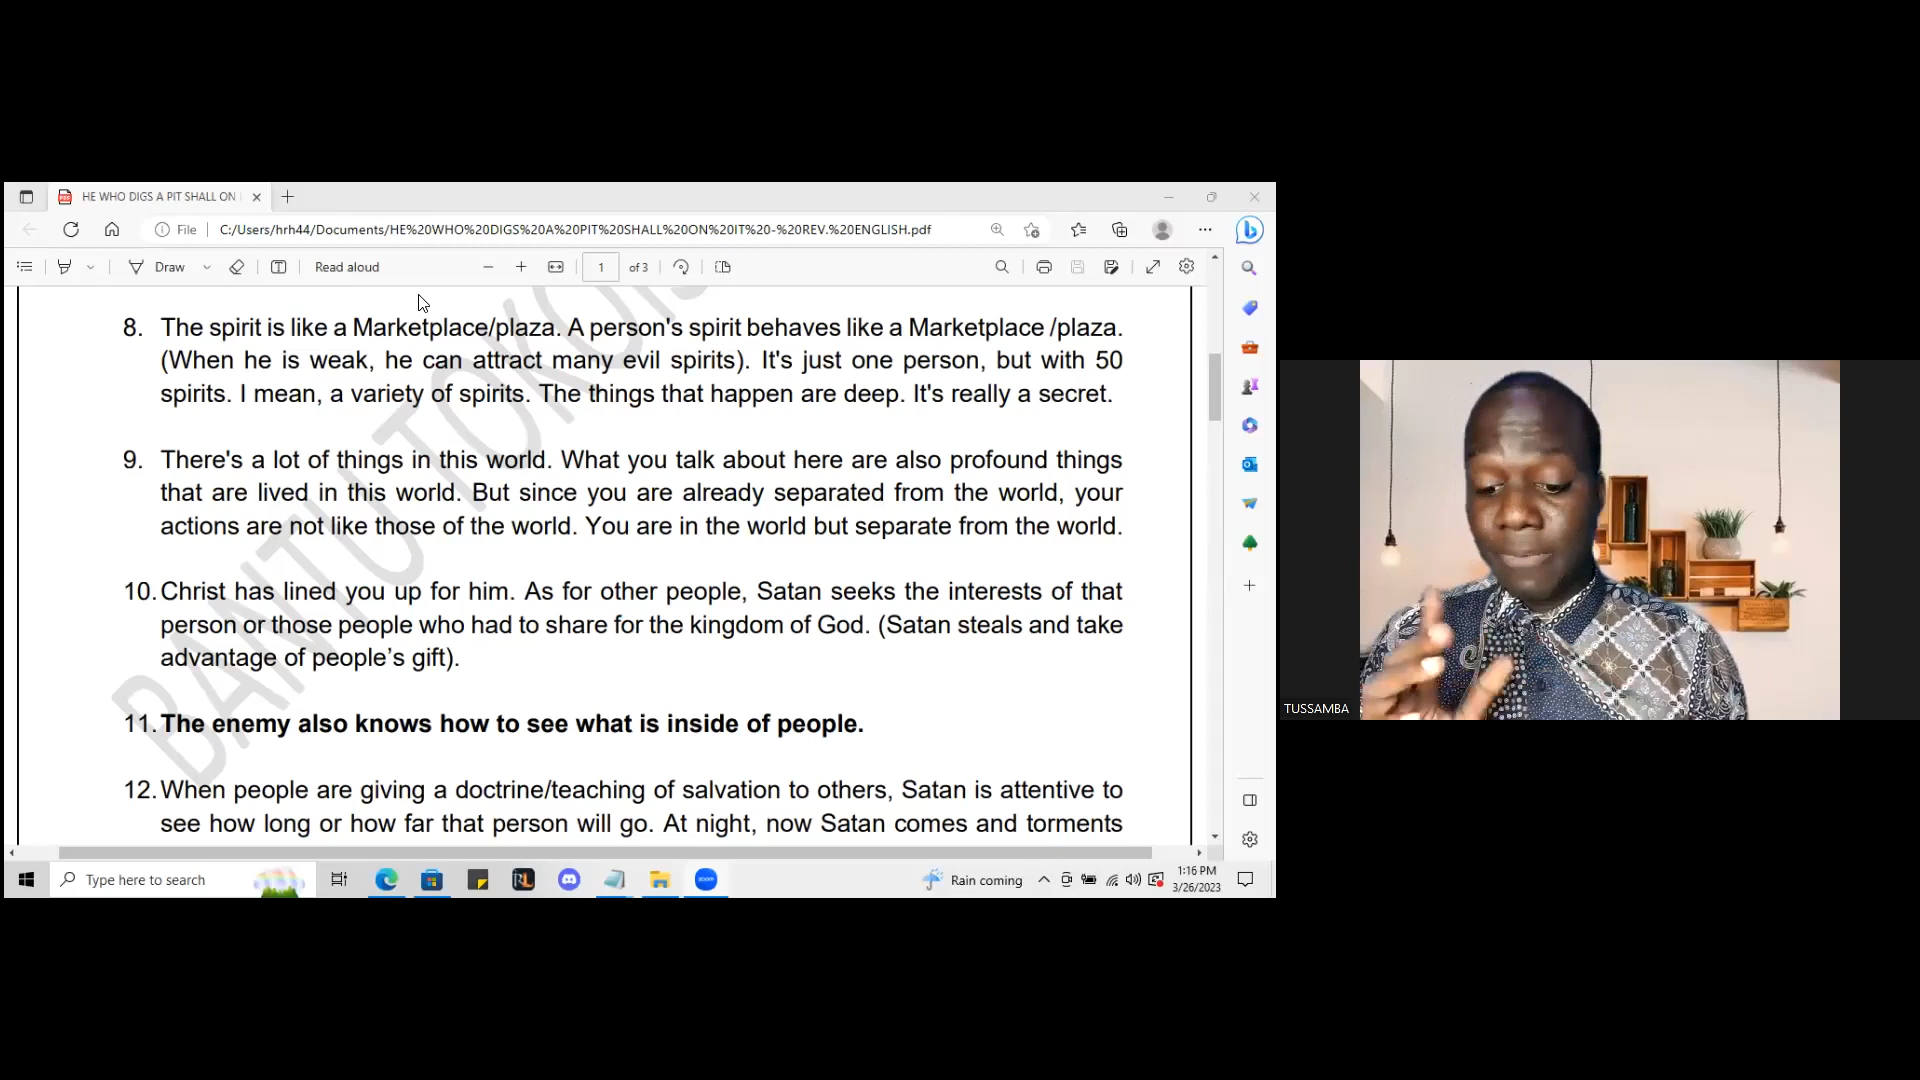 HE WHO DIGS A PIT SHALL ON
File
C:/Users/hrh44/Documents/HE%20WHO%20DIGS%20A%20PIT%20SHALL%20ON%20IT%20-%20REV.%20ENGLISH.pdf
Draw
Read aloud
1
of 3
8. The spirit is like a Marketplace/plaza. A person's spirit behaves like a Marketplace /plaza.
(When he is weak, he can attract many evil spirits). It's just one person, but with 50
spirits. I mean, a variety of spirits. The things that happen are deep. It's really a secret.
9. There's a lot of things in this world. What you talk about here are also profound things
that are lived in this world. But since you are already separated from the world, your
actions are not like those of the world. You are in the world but separate from the world.
10. Christ has lined you up for him. As for other people, Satan seeks the interests of that
person or those people who had to share for the kingdom of God. (Satan steals and take
advantage of people’s gift).
11. The enemy also knows how to see what is inside of people.
12. When people are giving a doctrine/teaching of salvation to others, Satan is attentive to
see how long or how far that person will go. At night, now Satan comes and torments
BANTU TOKO
TUSSAMBA
Type here to search
zoom
Rain coming
1:16 PM
3/26/2023